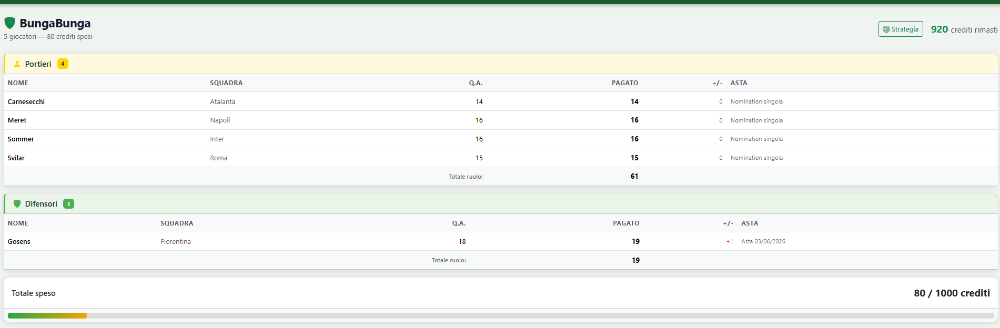 BungaBunga
5 giocatori — 80 crediti spesi
Strategia 920 crediti rimasti
Portieri 4
NOME SQUADRA Q.A. PAGATO +/- ASTA
Carnesecchi Atalanta 14 14 0 Nomination singola
Meret Napoli 16 16 0 Nomination singola
Sommer Inter 16 16 0 Nomination singola
Svilar Roma 15 15 0 Nomination singola
Totale ruolo: 61
Difensori 1
NOME SQUADRA Q.A. PAGATO +/- ASTA
Gosens Fiorentina 18 19 +1 Asta 03/06/2026
Totale ruolo: 19
Totale speso 80 / 1000 crediti